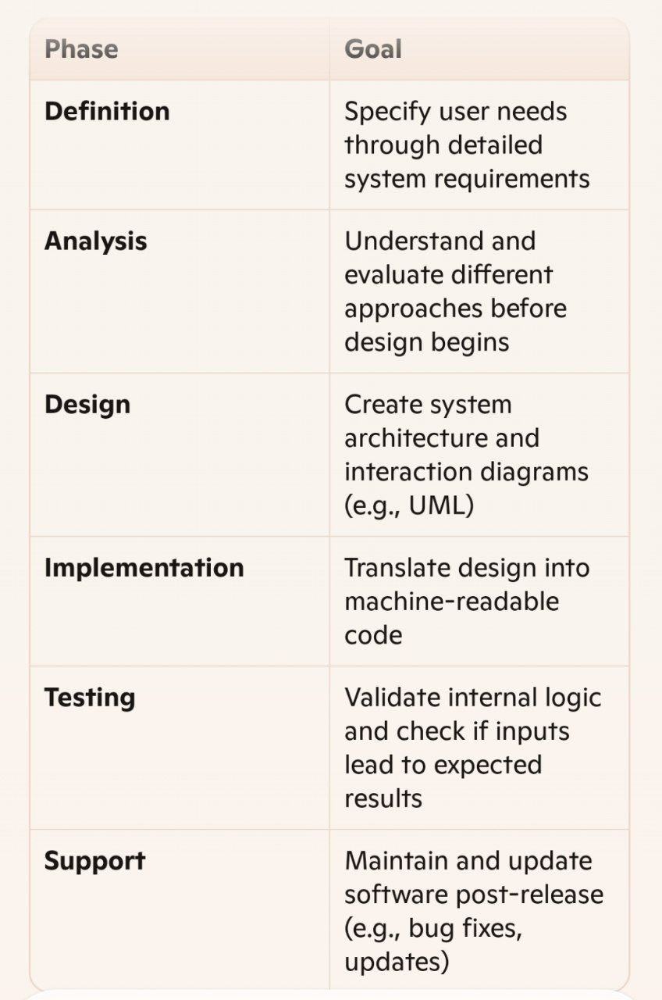 Phase
Goal
Definition
Specify user needs
through detailed
system requirements
Analysis
Understand and
evaluate different
approaches before
design begins
Design
Create system
architecture and
interaction diagrams
(e.g., UML)
Implementation
Translate design into
machine-readable
code
Testing
Validate internal logic
and check if inputs
lead to expected
results
Support
Maintain and update
software post-release
(e.g., bug fixes,
updates)